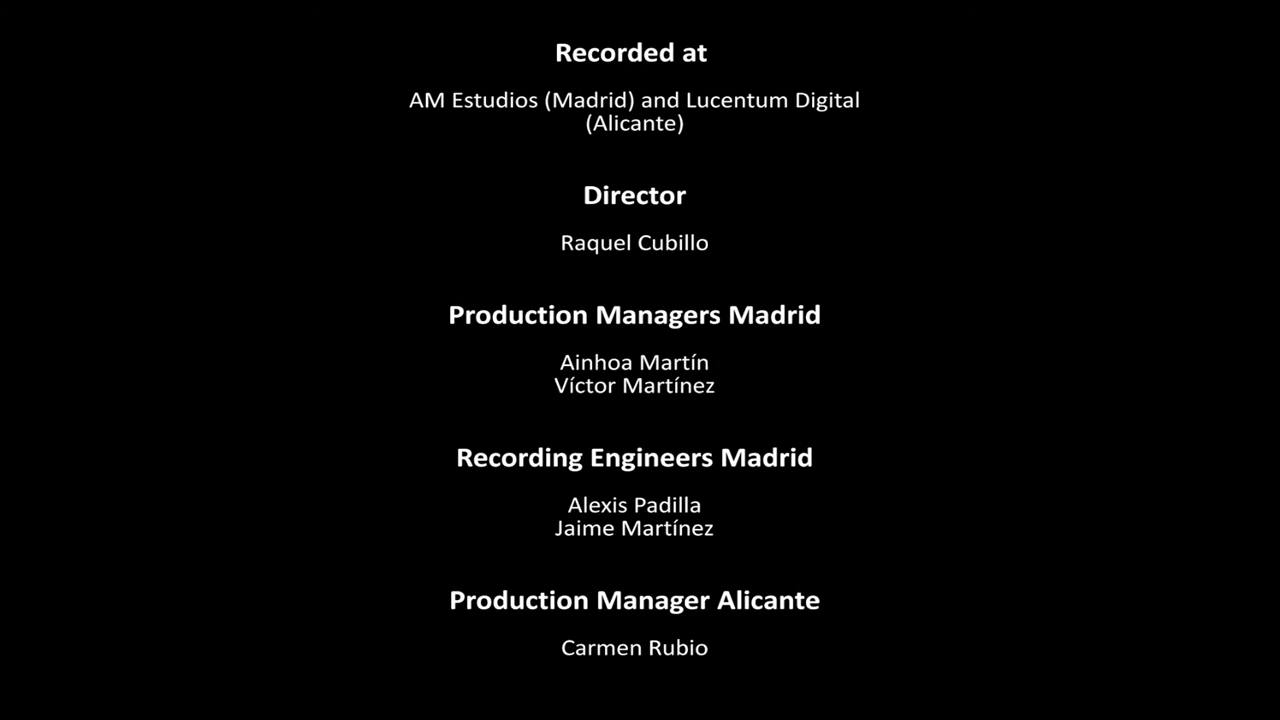 Recorded at
AM Estudios (Madrid) and Lucentum Digital
(Alicante)
Director
Raquel Cubillo
Production Managers Madrid
Ainhoa Martín
Víctor Martínez
Recording Engineers Madrid
Alexis Padilla
Jaime Martínez
Production Manager Alicante
Carmen Rubio